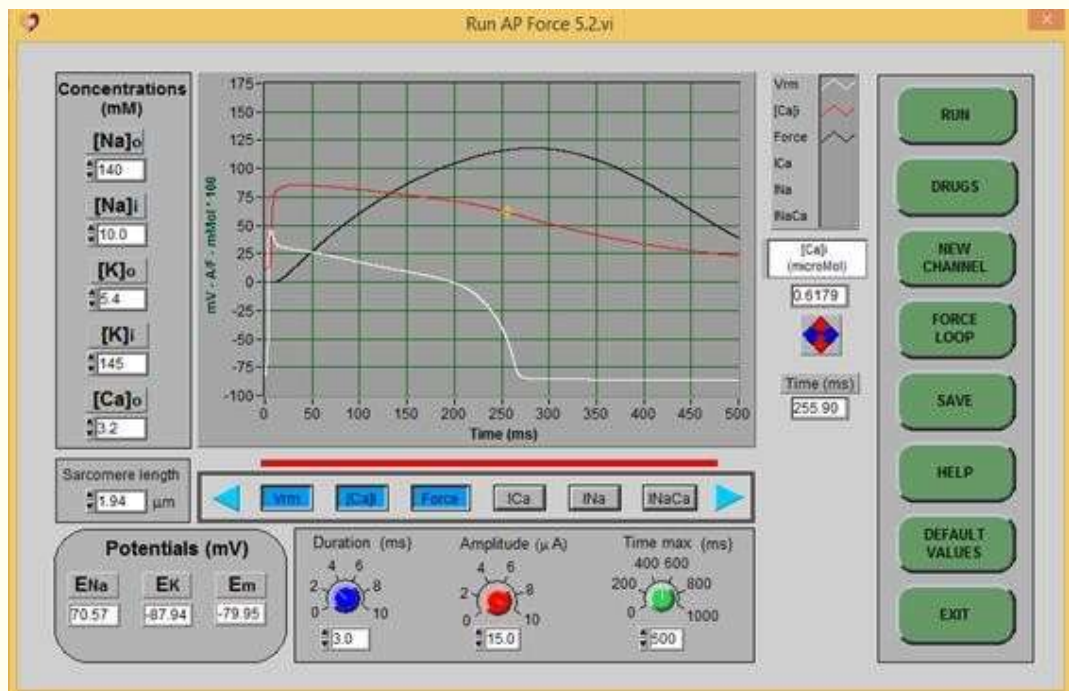 Run AP Force 5.2.vi
x
Concentrations
(mM)
[Na]o
140
[Na]i
10.0
[K]o
5.4
[K]i
145
[Ca]o
3.2
Sarcomere length
1.94 µm
mV - A/F - mMol * 100
175
150
125
100
75
50
25
0
-25
-50
-75
-100
0 50 100 150 200 250 300 350 400 450 500
Time (ms)
Vrm
[Ca]i
Force
ICa
INa
INaCa
[Ca]i
(microMol)
0.6179
Time (ms)
255.90
Vrm [Ca]i Force ICa INa INaCa
Potentials (mV)
ENa EK Em
70.57 -87.94 -79.95
Duration (ms)
0 2 4 6 8 10
3.0
Amplitude (µ A)
0 2 4 6 8 10
15.0
Time max (ms)
0 200 400 600 800 1000
500
RUN
DRUGS
NEW
CHANNEL
FORCE
LOOP
SAVE
HELP
DEFAULT
VALUES
EXIT